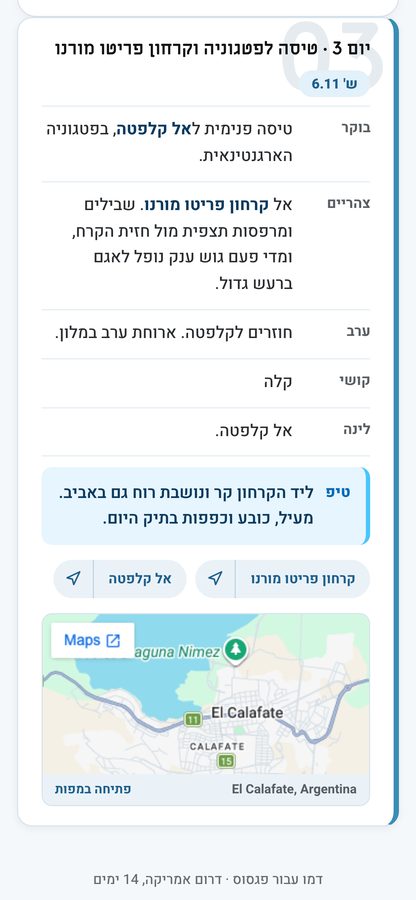 03
יום 3 · טיסה לפטגוניה וקרחון פריטו מורנו
ש' 6.11
בוקר
טיסה פנימית לאל קלפטה, בפטגוניה
הארגנטינאית.
צהריים
אל קרחון פריטו מורנו. שבילים
ומרפסות תצפית מול חזית הקרח,
ומדי פעם גוש ענק נופל לאגם
ברעש גדול.
ערב
חוזרים לקלפטה. ארוחת ערב במלון.
קושי
קלה
לינה
אל קלפטה.
טיפ
ליד הקרחון קר ונושבת רוח גם באביב.
מעיל, כובע וכפפות בתיק היום.
קרחון פריטו מורנו
אל קלפטה
Maps
aguna Nimez
11
El Calafate
CALAFATE
15
El Calafate, Argentina
פתיחה במפות
דמו עבור פגסוס · דרום אמריקה, 14 ימים